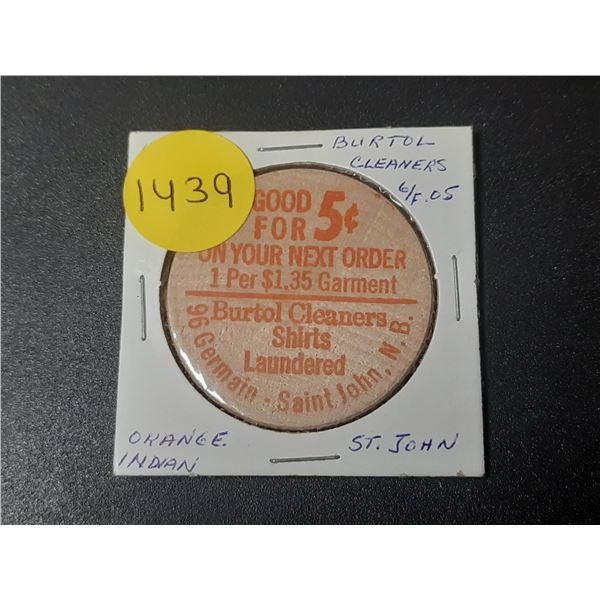 BURTOL
CLEANERS
G/F .05
1439
GOOD
FOR 5¢
ON YOUR NEXT ORDER
1 Per $1.35 Garment
Burtol Cleaners
Shirts
Laundered
96 Germain - Saint John, N.B.
ORANGE
INDIAN
ST. JOHN